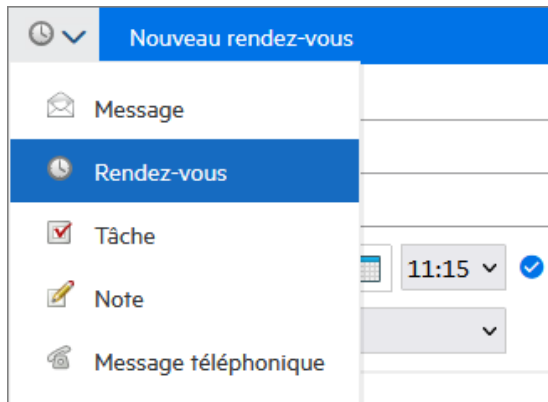 Nouveau rendez-vous
Message
Rendez-vous
Tâche
11:15
Note
Message téléphonique